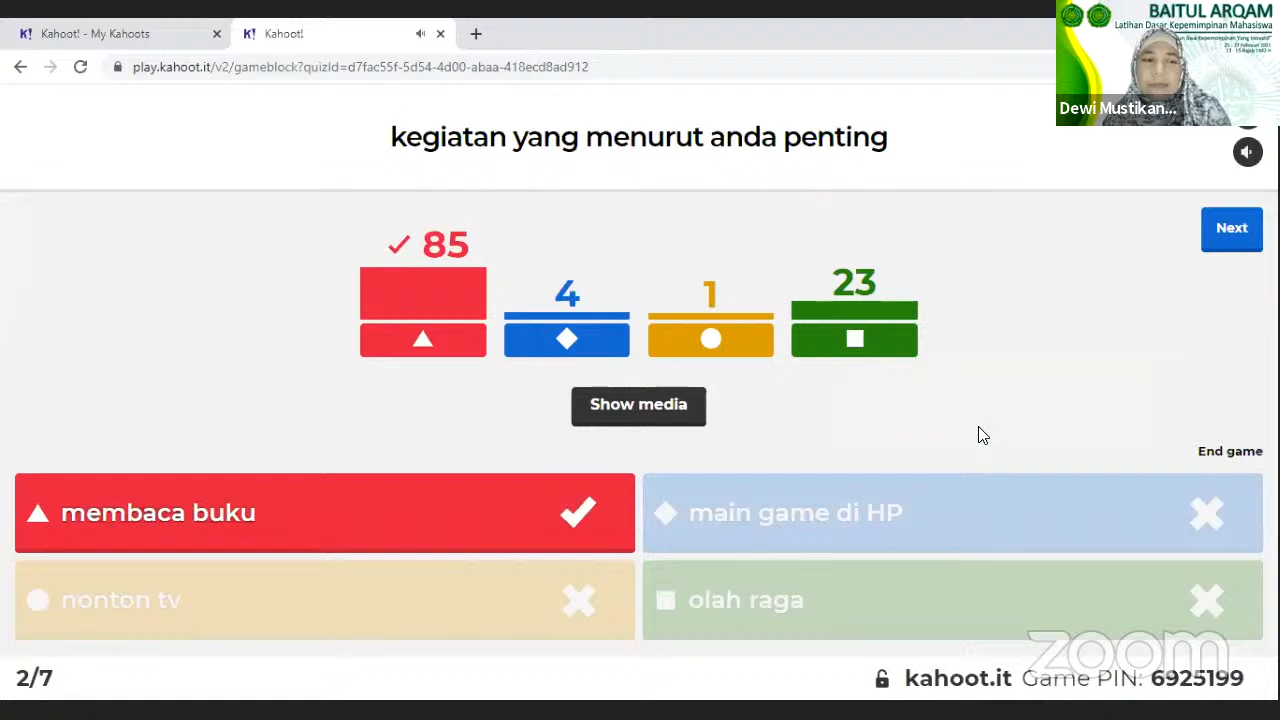 Kahoot! - My Kahoots
Kahoot!
play.kahoot.it/v2/gameblock?quizId=d7fac55f-5d54-4d00-abaa-416ecd8ad912
BAITUL ARQAM
Latihan Dasar Kepemimpinan Mahasiswa
Dewi Mustikan...
kegiatan yang menurut anda penting
Next
85
4
1
23
Show media
End game
membaca buku
main game di HP
nonton tv
olah raga
zoom
2/7
kahoot.it Game PIN: 6925199